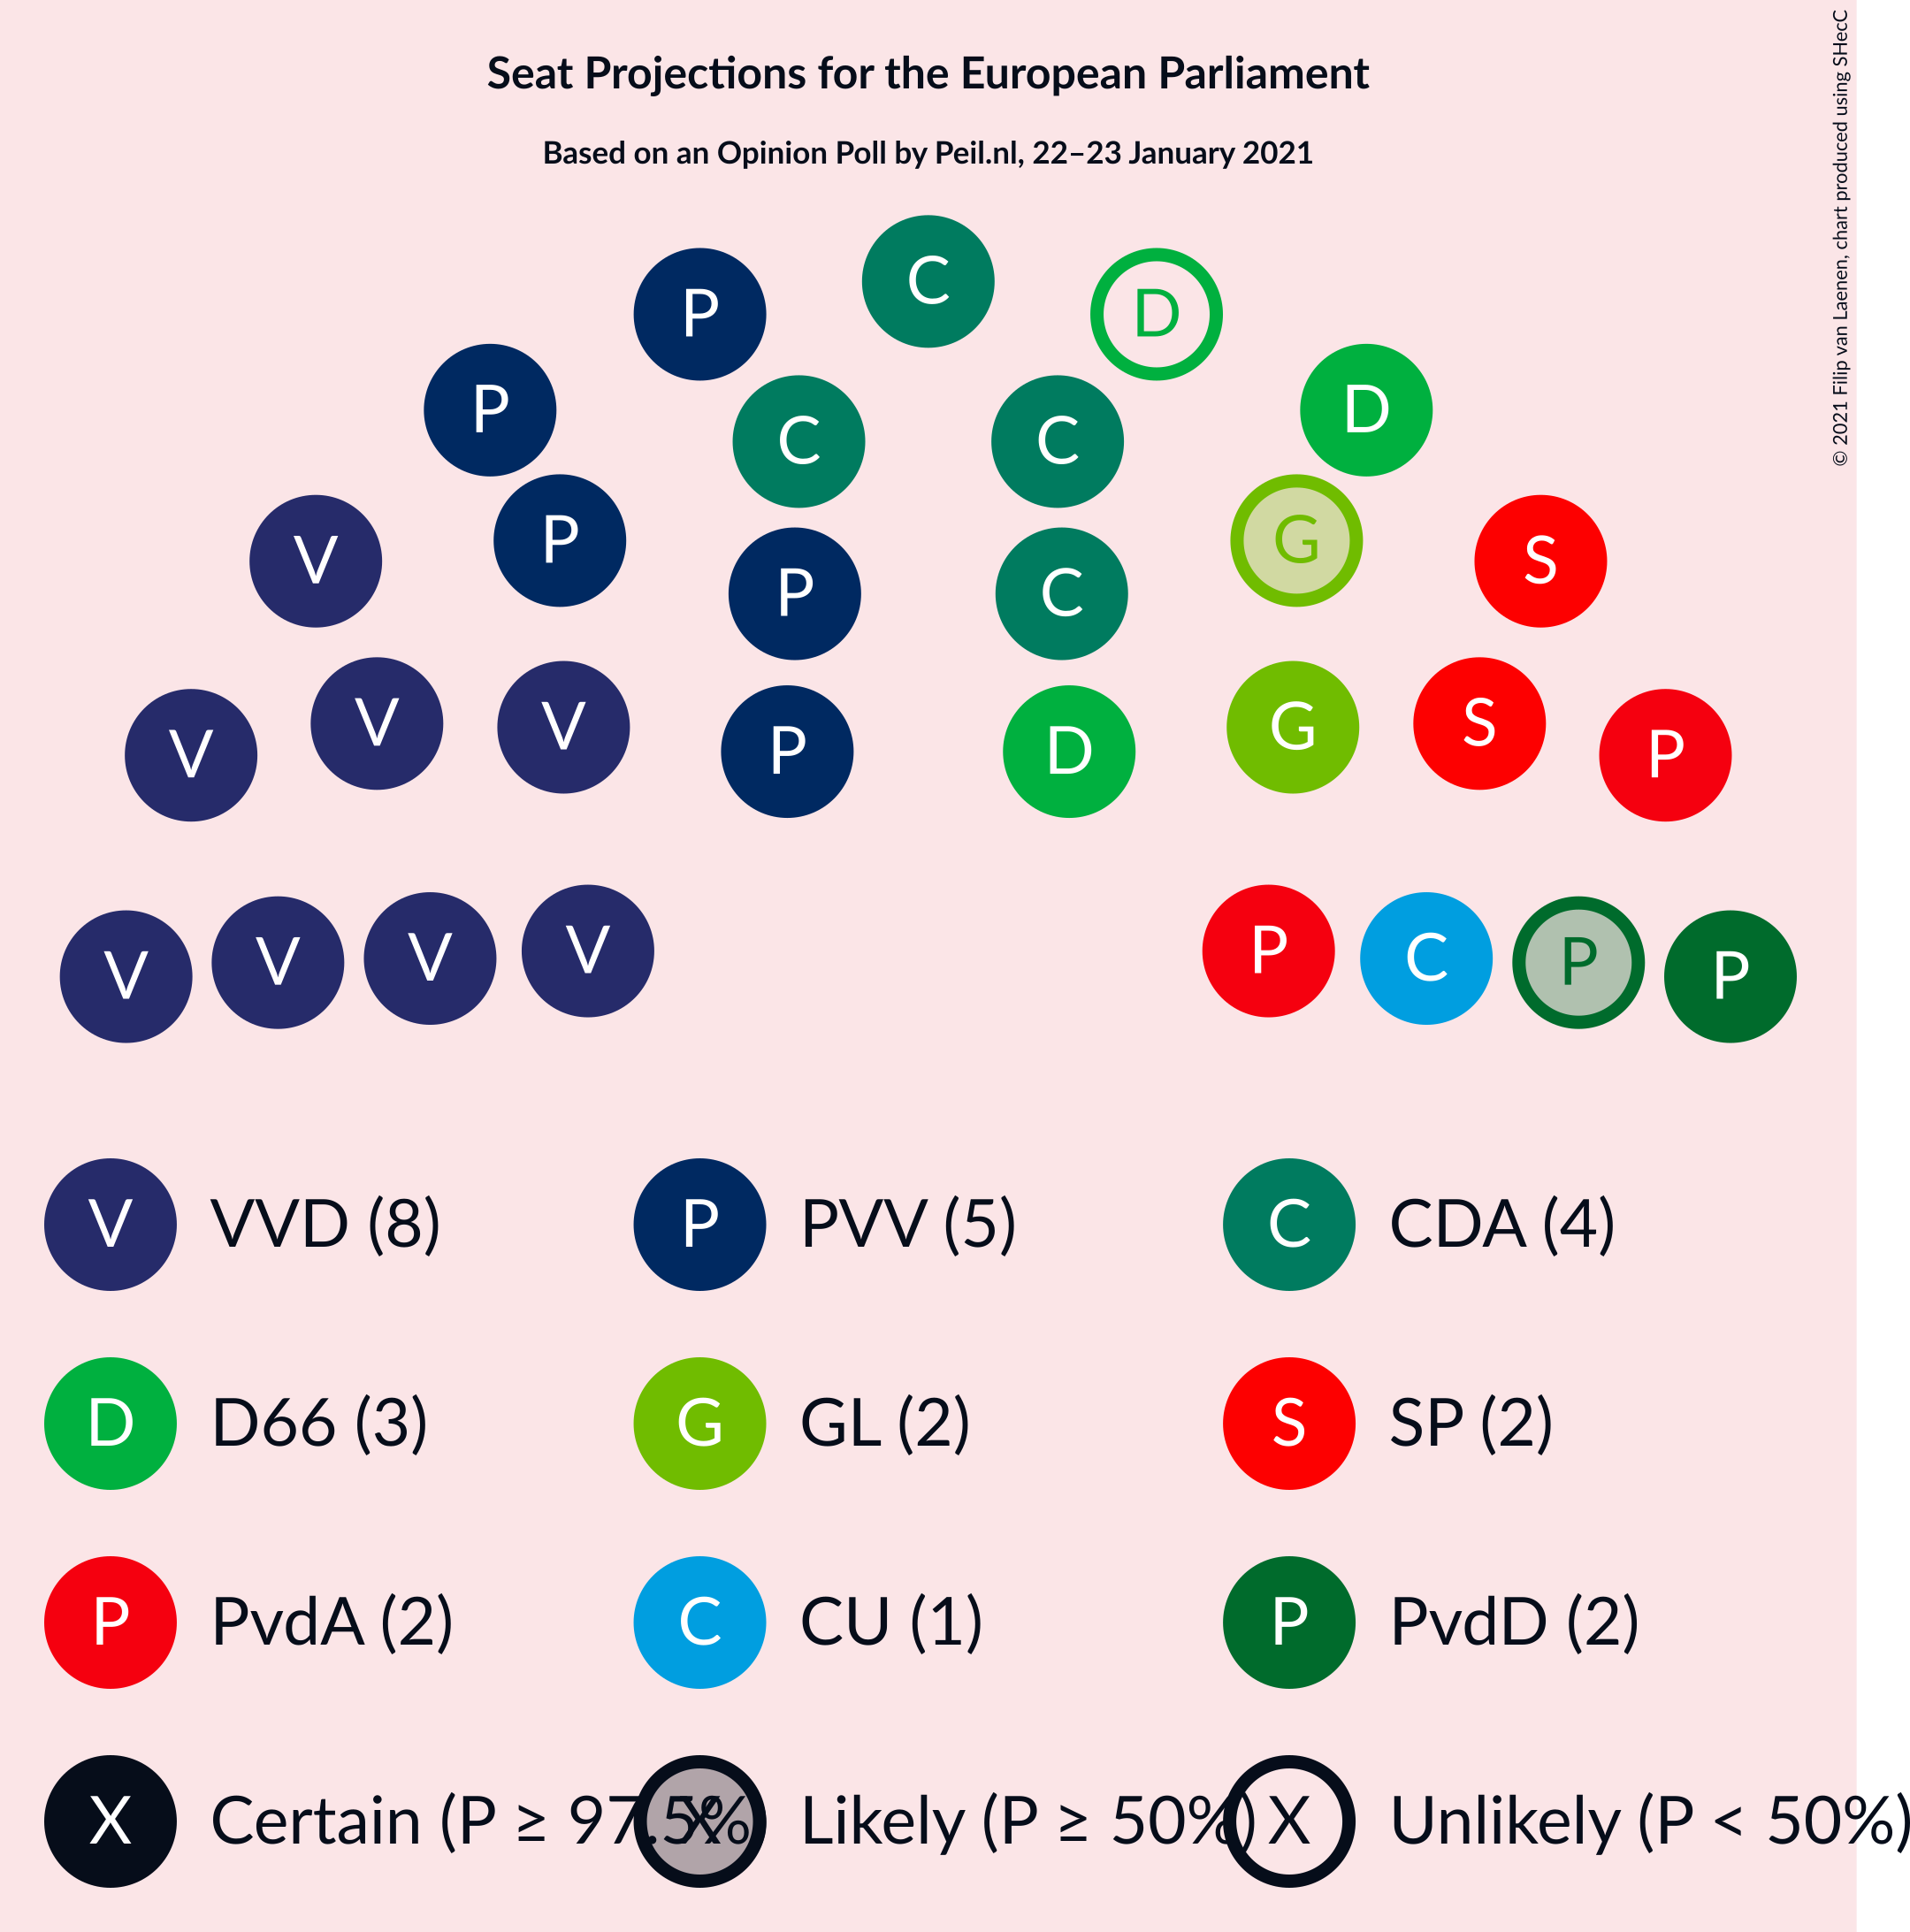 Seat Projections for the European Parliament
Based on an Opinion Poll by Peil.nl, 22–23 January 2021
© 2021 Filip van Laenen, chart produced using SHecC
C
P D
P D
C C
P G
V S
P C
V S
V V G P
P D
V P
V C
V P
V P
V VVD (8) P PVV (5) C CDA (4)
D D66 (3) G GL (2) S SP (2)
P PvdA (2) C CU (1) P PvdD (2)
X Certain (P ≥ 97.5% X Likely (P ≥ 50%) X Unlikely (P < 50%)